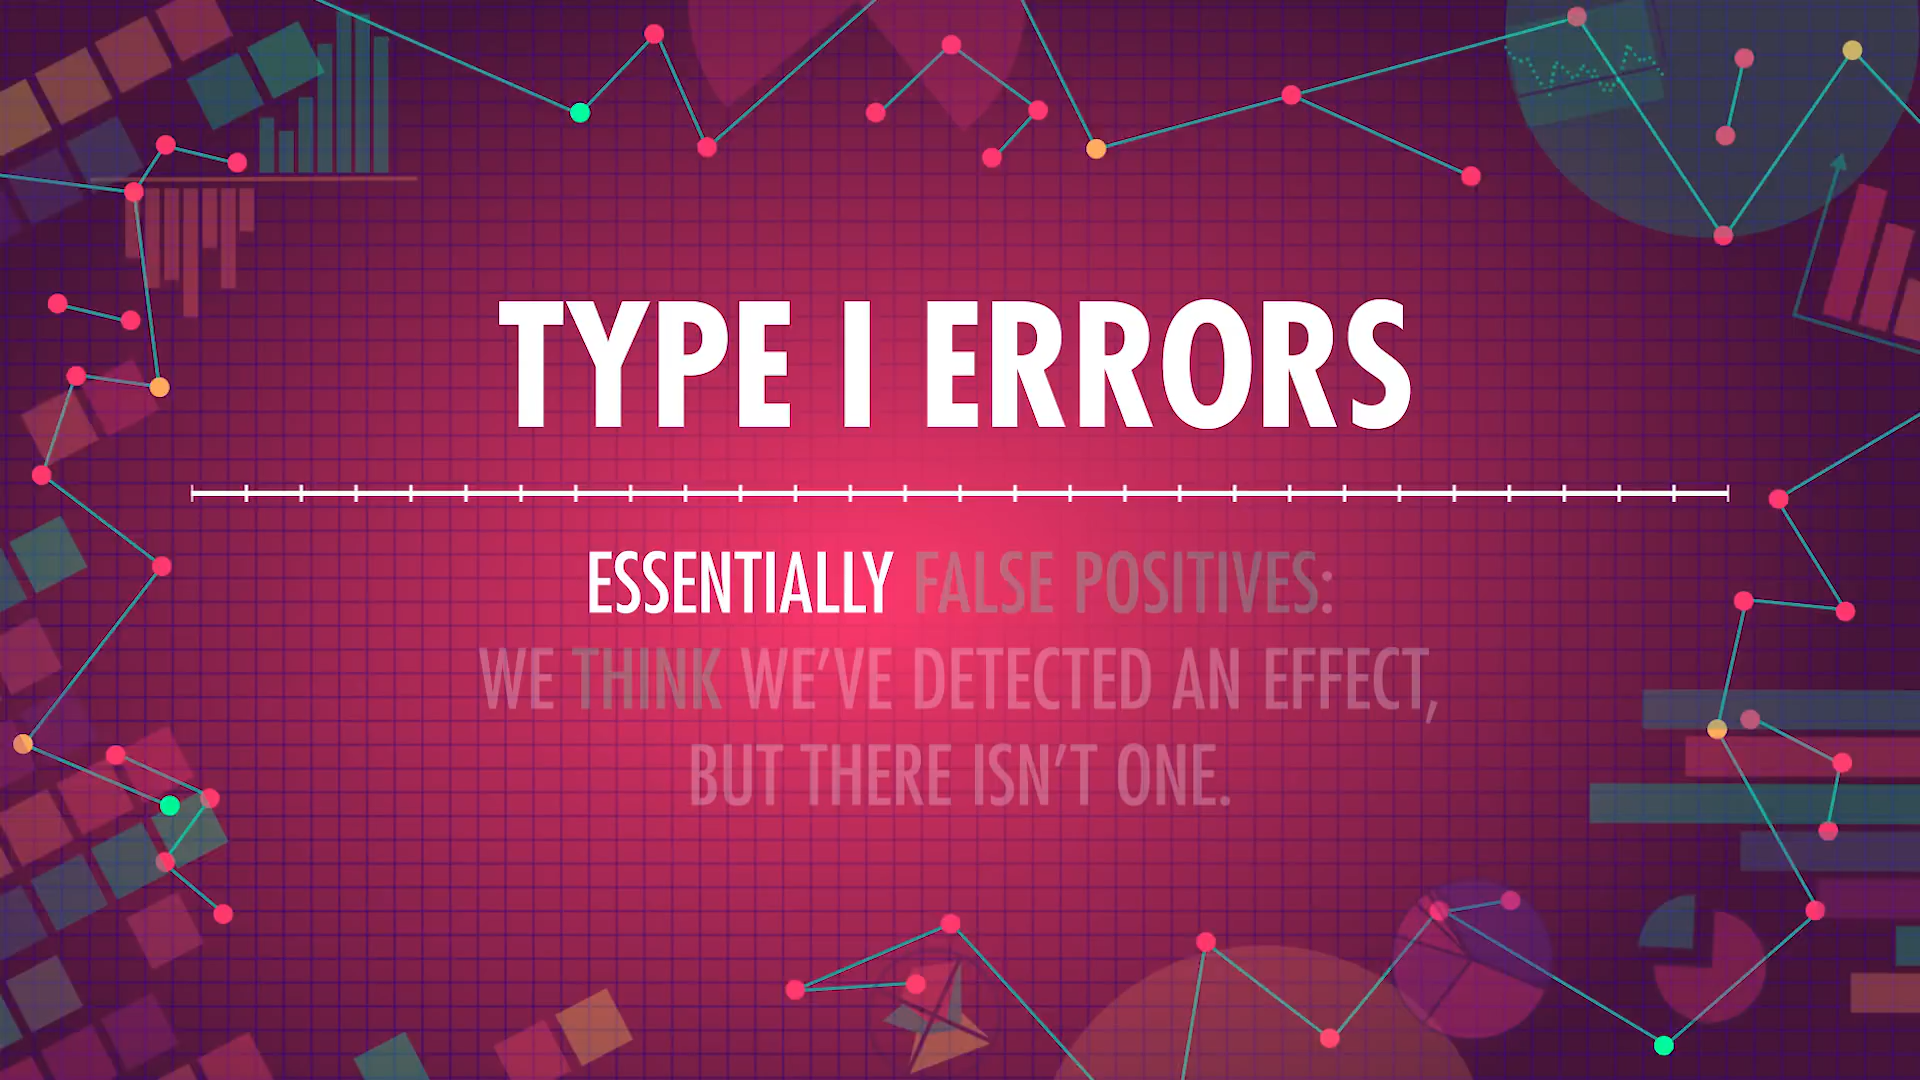 TYPE I ERRORS
ESSENTIALLY FALSE POSITIVES:
WE THINK WE'VE DETECTED AN EFFECT,
BUT THERE ISN'T ONE.